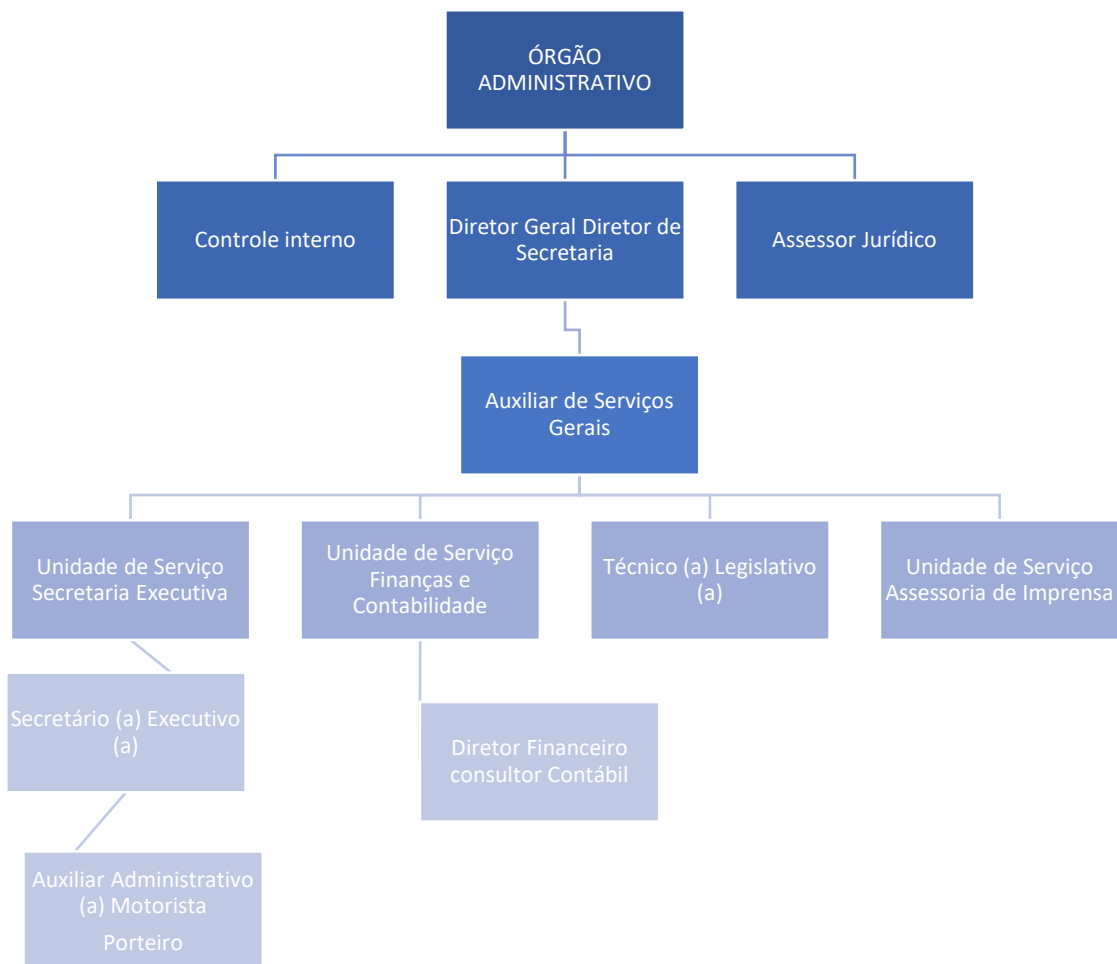 ÓRGÃO
ADMINISTRATIVO
Controle interno
Diretor Geral Diretor de
Secretaria
Assessor Jurídico
Auxiliar de Serviços
Gerais
Unidade de Serviço
Secretaria Executiva
Unidade de Serviço
Finanças e
Contabilidade
Técnico (a) Legislativo
(a)
Unidade de Serviço
Assessoria de Imprensa
Secretário (a) Executivo
(a)
Diretor Financeiro
consultor Contábil
Auxiliar Administrativo
(a) Motorista
Porteiro